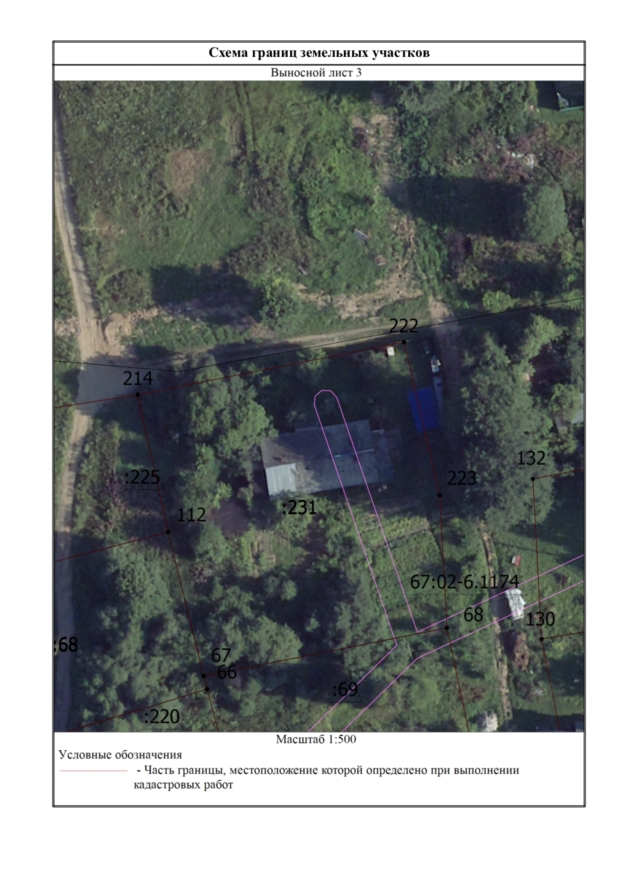 Схема границ земельных участков
Выносной лист 3
222
214
132
:225
223
112
:231
67:02-6.1174
68
130
:68
67
66
:69
:220
Масштаб 1:500
Условные обозначения
- Часть границы, местоположение которой определено при выполнении
кадастровых работ